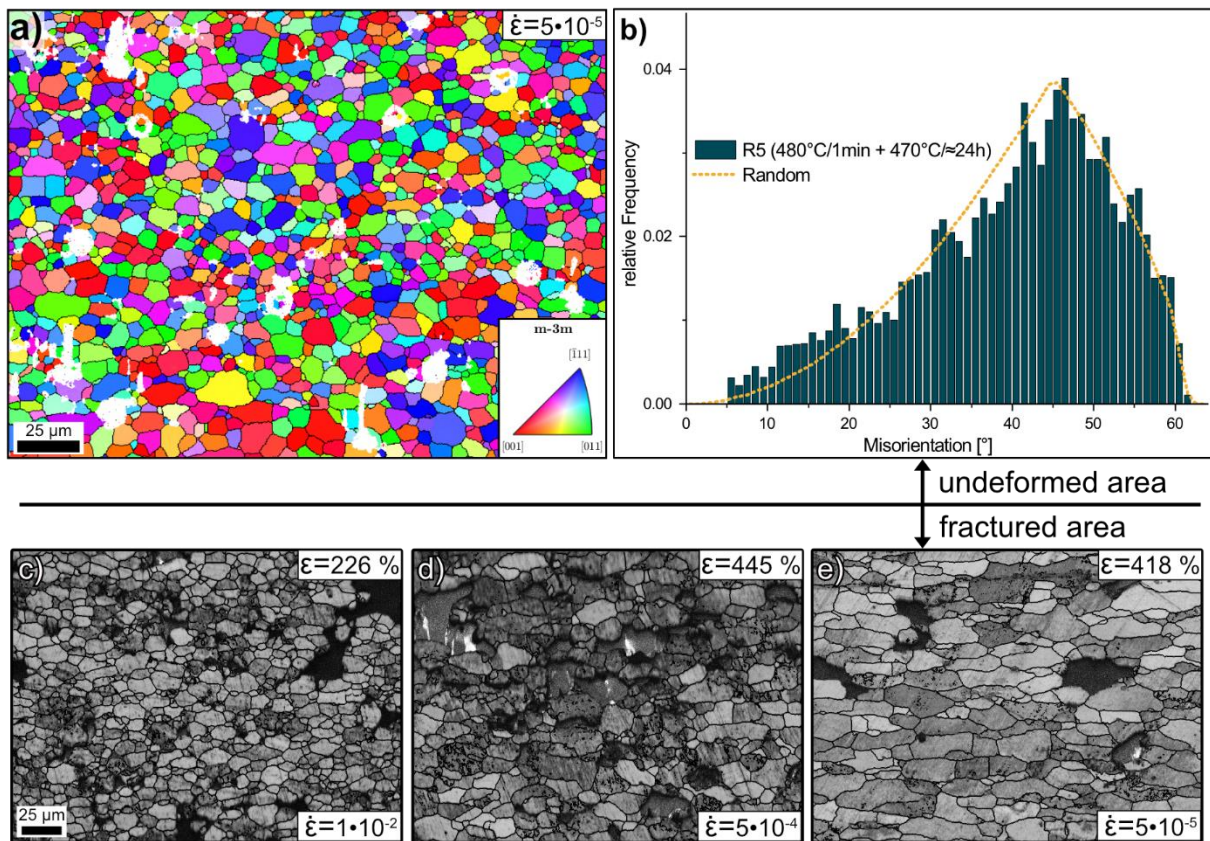 a)
ε̇=5•10⁻⁵
m-3m
[1̄11]
[001]
[011]
25 µm
b)
0.04
0.02
0.00
relative Frequency
R5 (480°C/1min + 470°C/≈24h)
Random
0 10 20 30 40 50 60
Misorientation [°]
undeformed area
fractured area
c)
ε=226 %
25 µm
ε̇=1•10⁻²
d)
ε=445 %
ε̇=5•10⁻⁴
e)
ε=418 %
ε̇=5•10⁻⁵